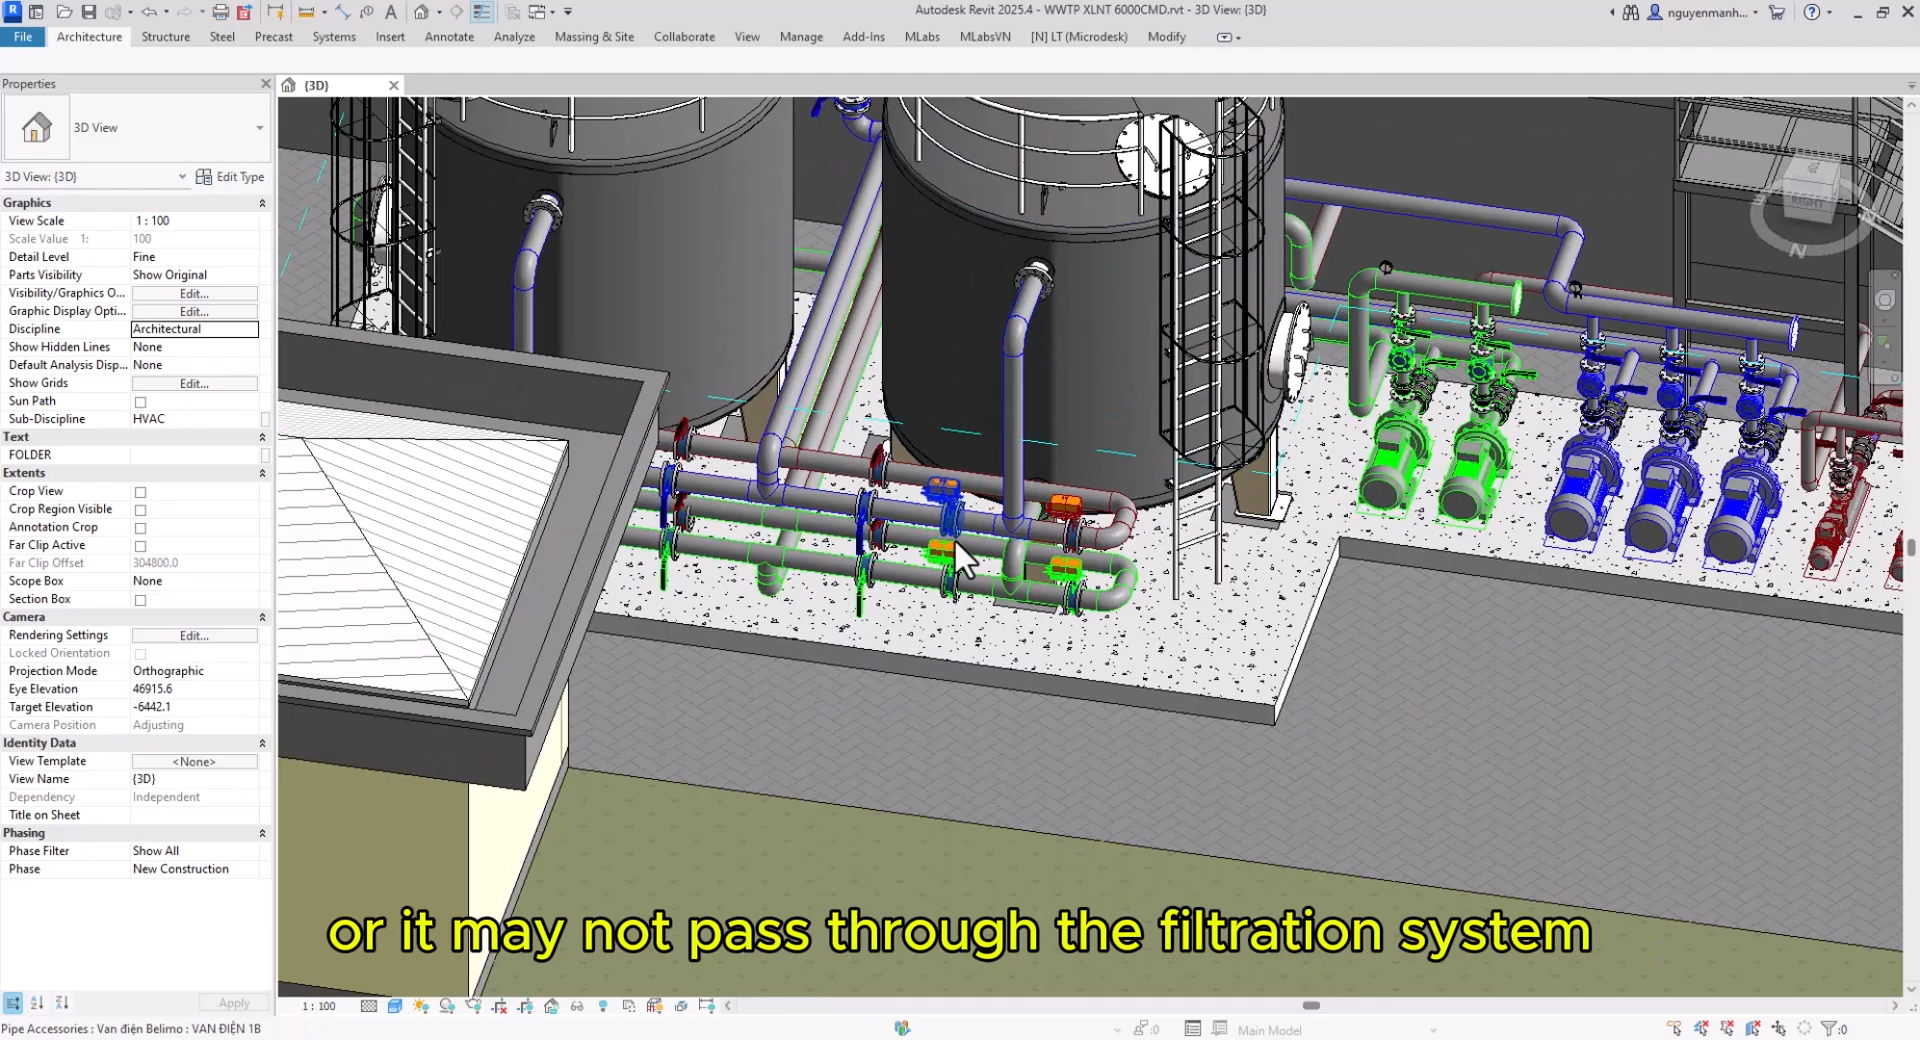 Autodesk Revit 2025.4 - WWTP XLNT 6000CMD.rvt - 3D View: {3D}
nguyenmanh...
File Architecture Structure Steel Precast Systems Insert Annotate Analyze Massing & Site Collaborate View Manage Add-Ins MLabs MLabsVN [N] LT (Microdesk) Modify
Properties
{3D}
3D View
3D View: {3D} Edit Type
Graphics
View Scale 1 : 100
Scale Value 1: 100
Detail Level Fine
Parts Visibility Show Original
Visibility/Graphics O... Edit...
Graphic Display Opti... Edit...
Discipline Architectural
Show Hidden Lines None
Default Analysis Disp... None
Show Grids Edit...
Sun Path
Sub-Discipline HVAC
Text
FOLDER
Extents
Crop View
Crop Region Visible
Annotation Crop
Far Clip Active
Far Clip Offset 304800.0
Scope Box None
Section Box
Camera
Rendering Settings Edit...
Locked Orientation
Projection Mode Orthographic
Eye Elevation 46915.6
Target Elevation -6442.1
Camera Position Adjusting
Identity Data
View Template <None>
View Name {3D}
Dependency Independent
Title on Sheet
Phasing
Phase Filter Show All
Phase New Construction
RIGHT
N
or it may not pass through the filtration system
Apply
1 : 100
Pipe Accessories : Van điện Belimo : VAN ĐIỆN 1B
:0
Main Model
:0